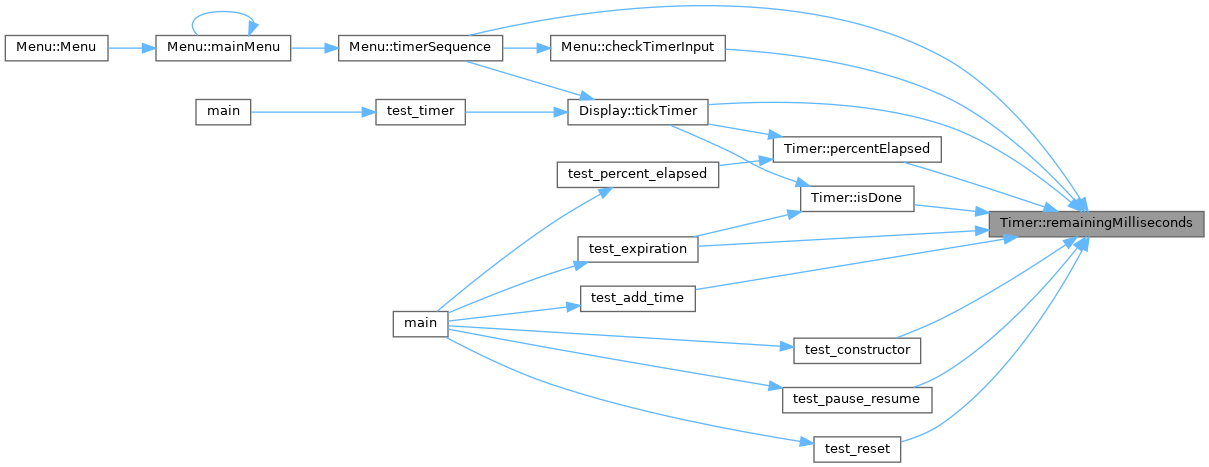 Menu::Menu
Menu::mainMenu
Menu::timerSequence
Menu::checkTimerInput
main
test_timer
Display::tickTimer
Timer::percentElapsed
test_percent_elapsed
Timer::isDone
Timer::remainingMilliseconds
test_expiration
test_add_time
main
test_constructor
test_pause_resume
test_reset